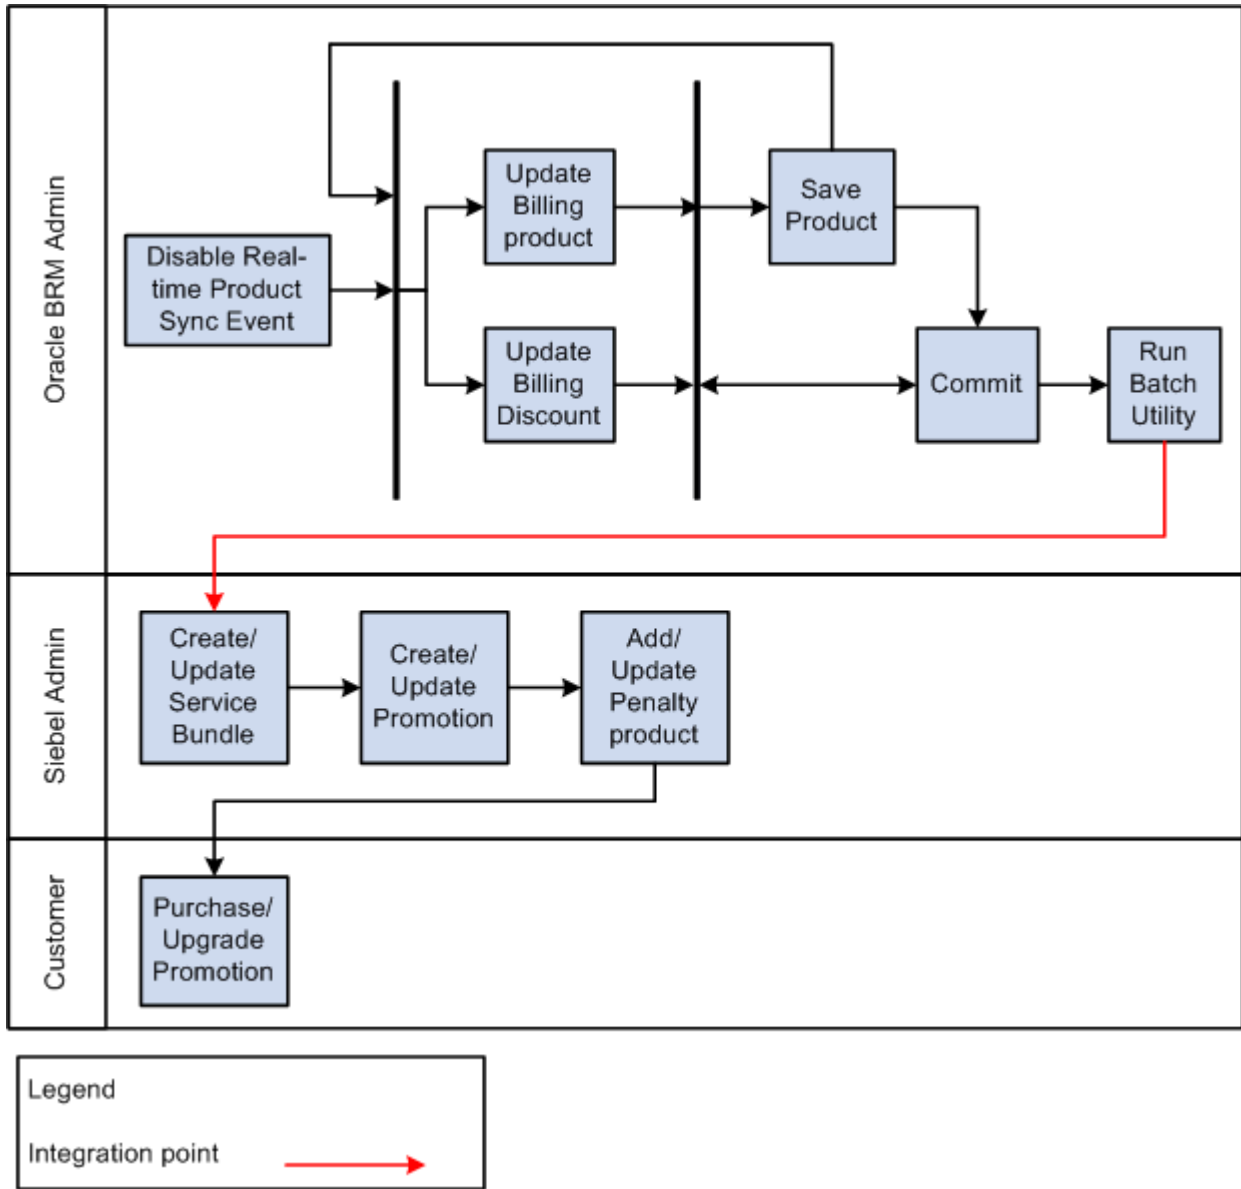 Oracle BRM Admin
Disable Real-
time Product
Sync Event
Update
Billing
product
Update
Billing
Discount
Save
Product
Commit
Run
Batch
Utility
Siebel Admin
Create/
Update
Service
Bundle
Create/
Update
Promotion
Add/
Update
Penalty
product
Customer
Purchase/
Upgrade
Promotion
Legend
Integration point